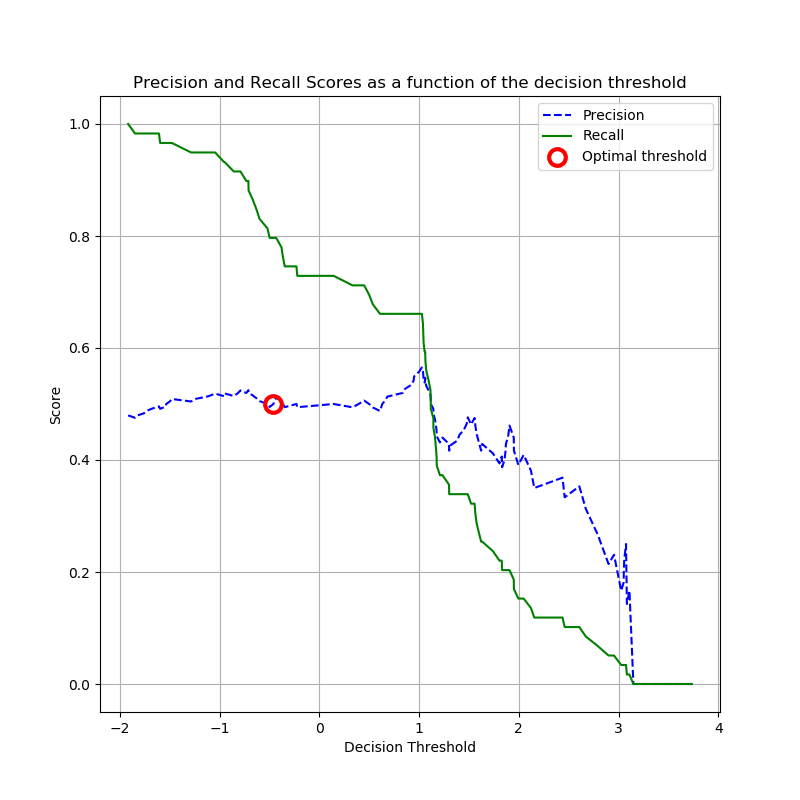 Precision and Recall Scores as a function of the decision threshold
Precision
Recall
Optimal threshold
1.0
0.8
0.6
0.4
0.2
0.0
Score
−2
−1
0
1
2
3
4
Decision Threshold